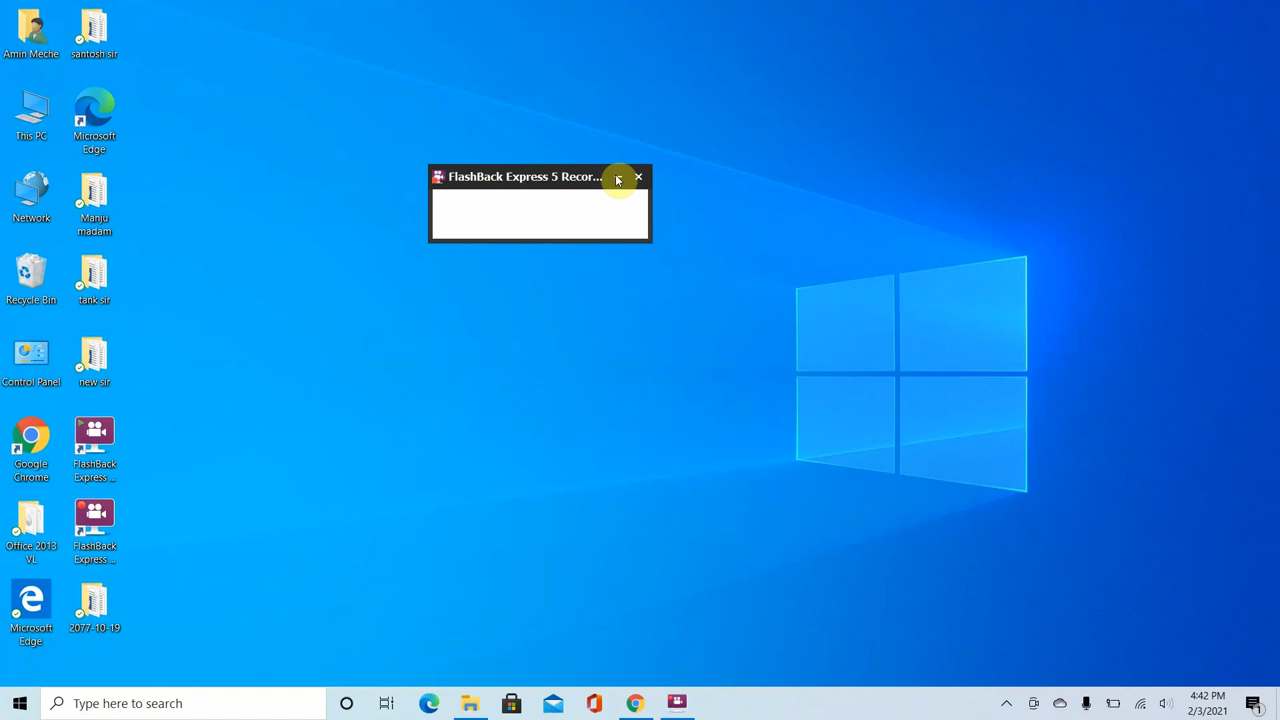 Amin Meche
santosh sir
This PC
Microsoft
Edge
Network
Manju
madam
Recycle Bin
tank sir
Control Panel
new sir
Google
Chrome
FlashBack
Express ...
Office 2013
VL
FlashBack
Express ...
Microsoft
Edge
2077-10-19
FlashBack Express 5 Recor...
Type here to search
4:42 PM
2/3/2021
1